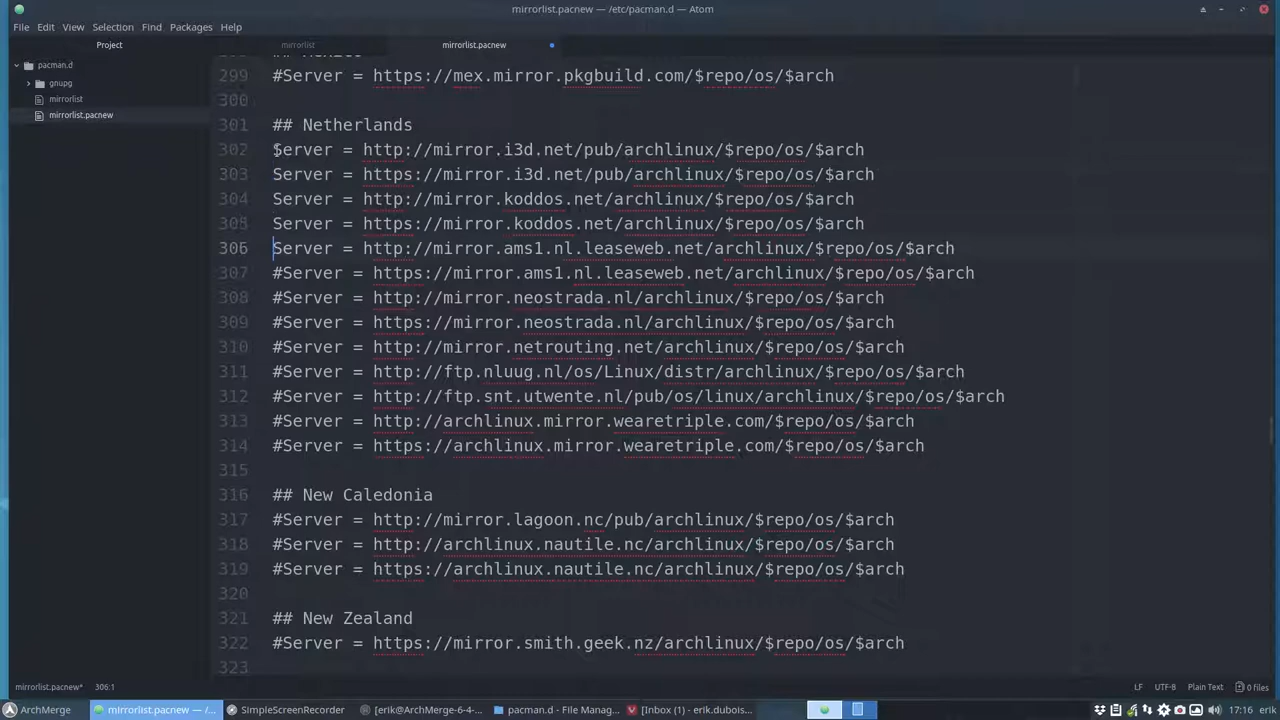 mirrorlist.pacnew — /etc/pacman.d — Atom
File Edit View Selection Find Packages Help
Project
mirrorlist
mirrorlist.pacnew
pacman.d
gnupg
mirrorlist
mirrorlist.pacnew
299 #Server = https://mex.mirror.pkgbuild.com/$repo/os/$arch
300
301 ## Netherlands
302 Server = http://mirror.i3d.net/pub/archlinux/$repo/os/$arch
303 Server = https://mirror.i3d.net/pub/archlinux/$repo/os/$arch
304 Server = http://mirror.koddos.net/archlinux/$repo/os/$arch
305 Server = https://mirror.koddos.net/archlinux/$repo/os/$arch
306 Server = http://mirror.ams1.nl.leaseweb.net/archlinux/$repo/os/$arch
307 #Server = https://mirror.ams1.nl.leaseweb.net/archlinux/$repo/os/$arch
308 #Server = http://mirror.neostrada.nl/archlinux/$repo/os/$arch
309 #Server = https://mirror.neostrada.nl/archlinux/$repo/os/$arch
310 #Server = http://mirror.netrouting.net/archlinux/$repo/os/$arch
311 #Server = http://ftp.nluug.nl/os/Linux/distr/archlinux/$repo/os/$arch
312 #Server = http://ftp.snt.utwente.nl/pub/os/linux/archlinux/$repo/os/$arch
313 #Server = http://archlinux.mirror.wearetriple.com/$repo/os/$arch
314 #Server = https://archlinux.mirror.wearetriple.com/$repo/os/$arch
315
316 ## New Caledonia
317 #Server = http://mirror.lagoon.nc/pub/archlinux/$repo/os/$arch
318 #Server = http://archlinux.nautile.nc/archlinux/$repo/os/$arch
319 #Server = https://archlinux.nautile.nc/archlinux/$repo/os/$arch
320
321 ## New Zealand
322 #Server = https://mirror.smith.geek.nz/archlinux/$repo/os/$arch
323
mirrorlist.pacnew* 306:1 LF UTF-8 Plain Text 0 files
ArchMerge mirrorlist.pacnew — /... SimpleScreenRecorder [erik@ArchMerge-6-4-... pacman.d - File Manag... [Inbox (1) - erik.dubois... 17:16 erik